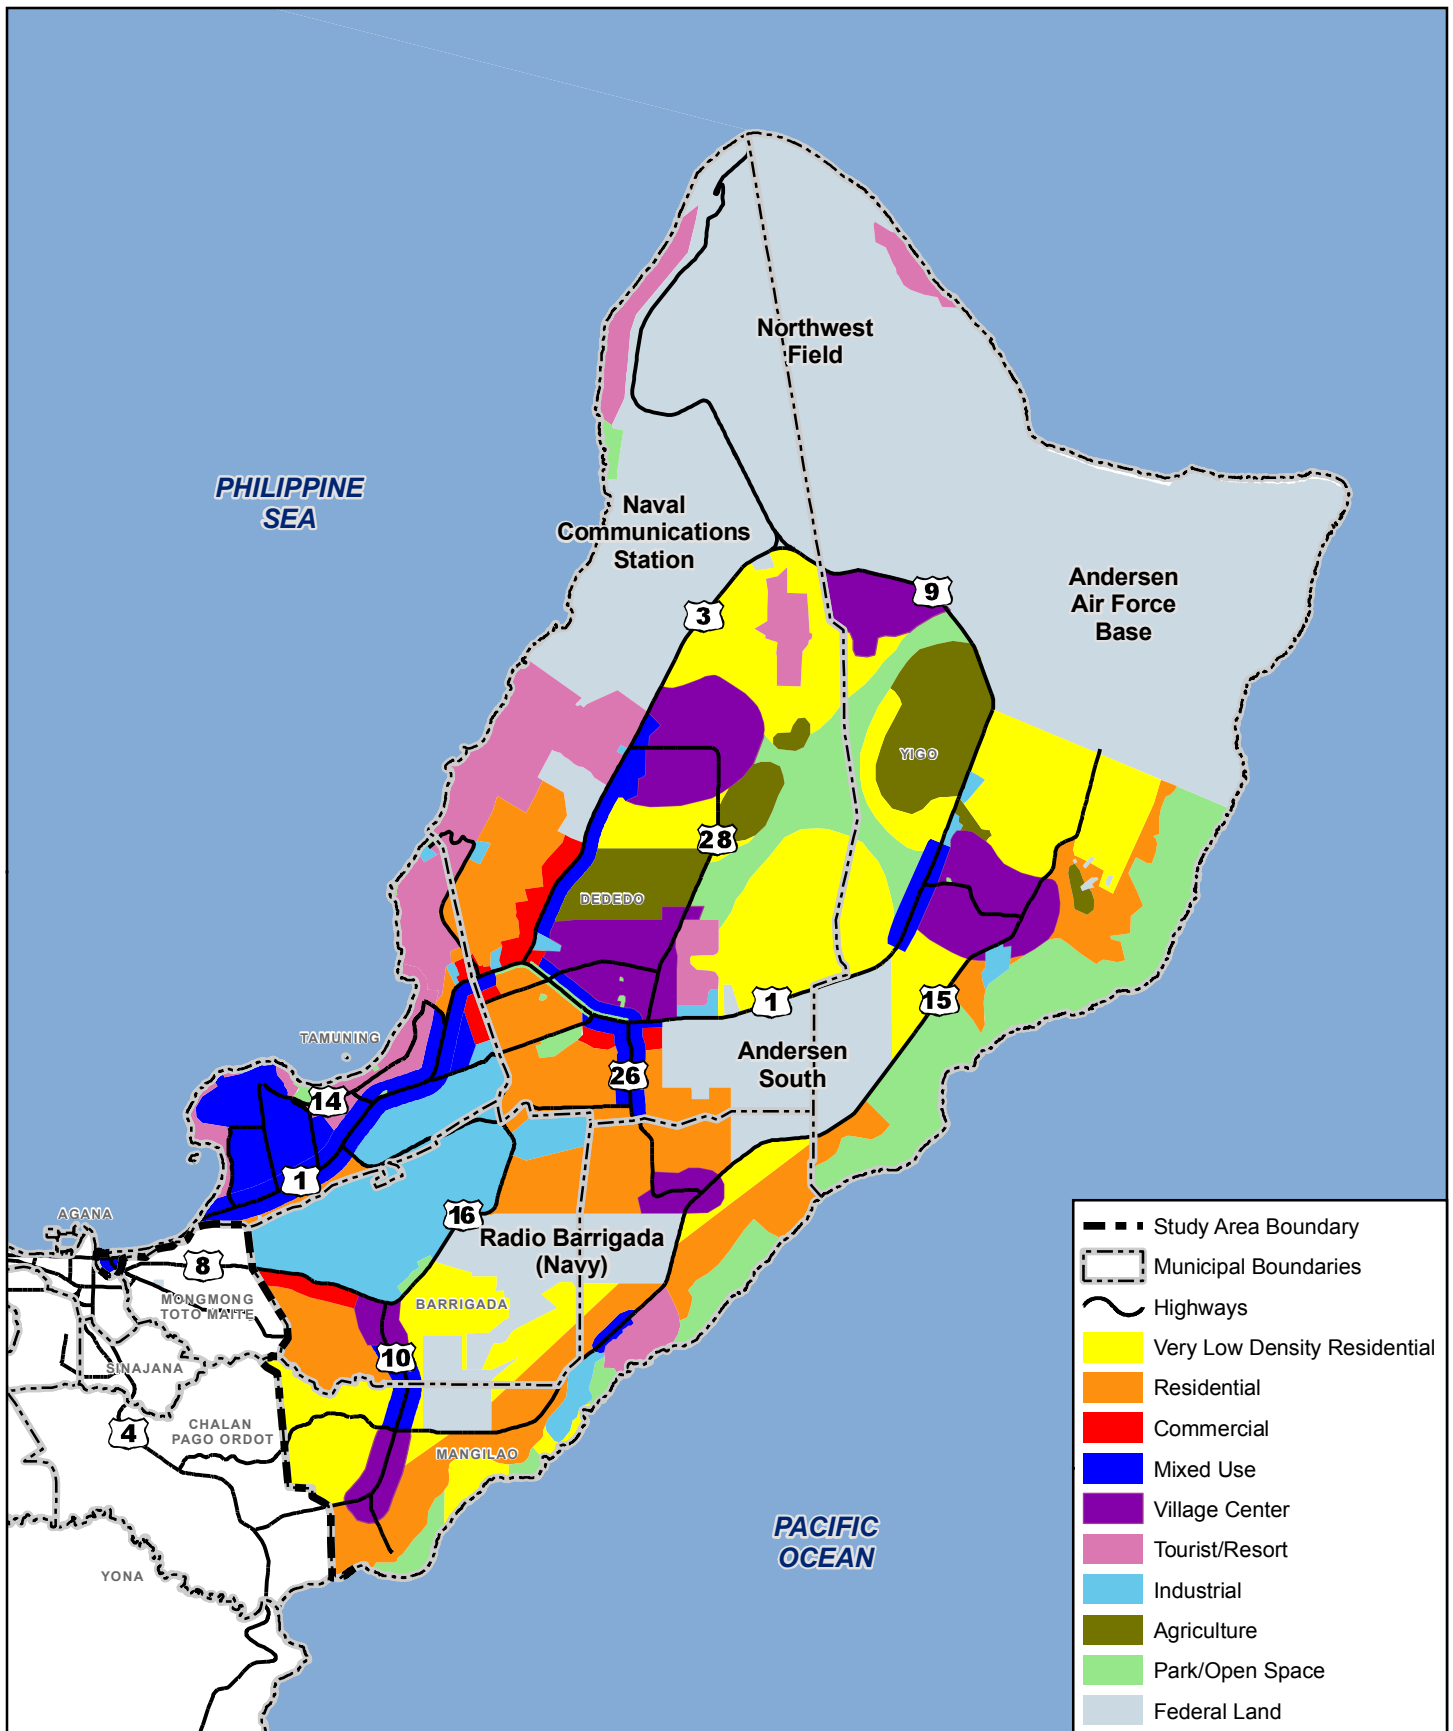 Northwest
Field
PHILIPPINE
SEA
Naval
Communications
Station
Andersen
Air Force
Base
9
3
YIGO
28
DEDEDO
1
15
TAMUNING
Andersen
South
26
14
1
AGANA
16
Radio Barrigada
(Navy)
8
MONGMONG
TOTO MAITE
BARRIGADA
10
SINAJANA
CHALAN
PAGO ORDOT
4
MANGILAO
PACIFIC
OCEAN
YONA
Study Area Boundary
Municipal Boundaries
Highways
Very Low Density Residential
Residential
Commercial
Mixed Use
Village Center
Tourist/Resort
Industrial
Agriculture
Park/Open Space
Federal Land